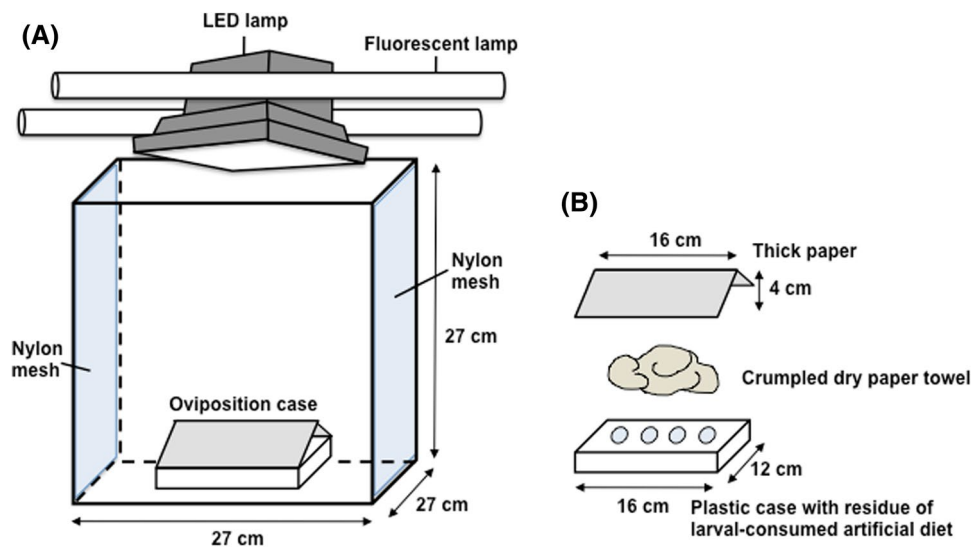 (A)
LED lamp
Fluorescent lamp
Nylon
mesh
27 cm
Nylon
mesh
Oviposition case
27 cm
27 cm
(B)
16 cm
Thick paper
4 cm
Crumpled dry paper towel
12 cm
16 cm
Plastic case with residue of
larval-consumed artificial diet